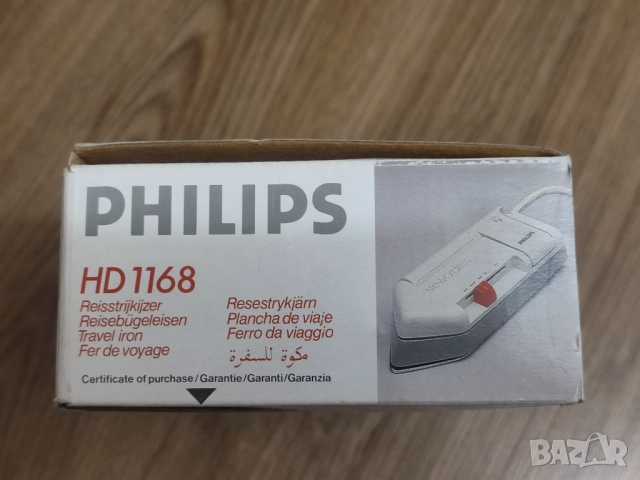 PHILIPS
HD 1168
Reisstrijkijzer
Reisebügeleisen
Travel iron
Fer de voyage
Resestrykjärn
Plancha de viaje
Ferro da viaggio
مكوة للسفرة
Certificate of purchase/Garantie/Garanti/Garanzia
PHILIPS
stewardess
BAZAR
bg